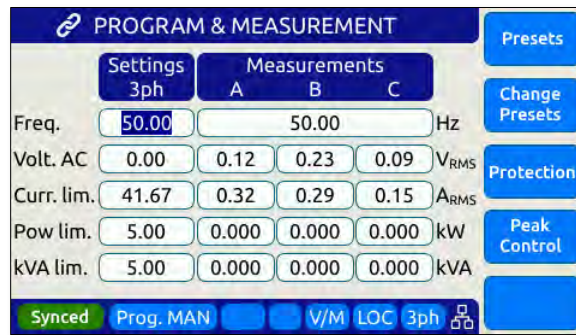 PROGRAM & MEASUREMENT
Settings 3ph Measurements A B C
Freq. 50.00 50.00 Hz
Volt. AC 0.00 0.12 0.23 0.09 VRMS
Curr. lim. 41.67 0.32 0.29 0.15 ARMS
Pow lim. 5.00 0.000 0.000 0.000 kW
kVA lim. 5.00 0.000 0.000 0.000 kVA
Synced Prog. MAN V/M LOC 3ph
Presets
Change
Presets
Protection
Peak
Control